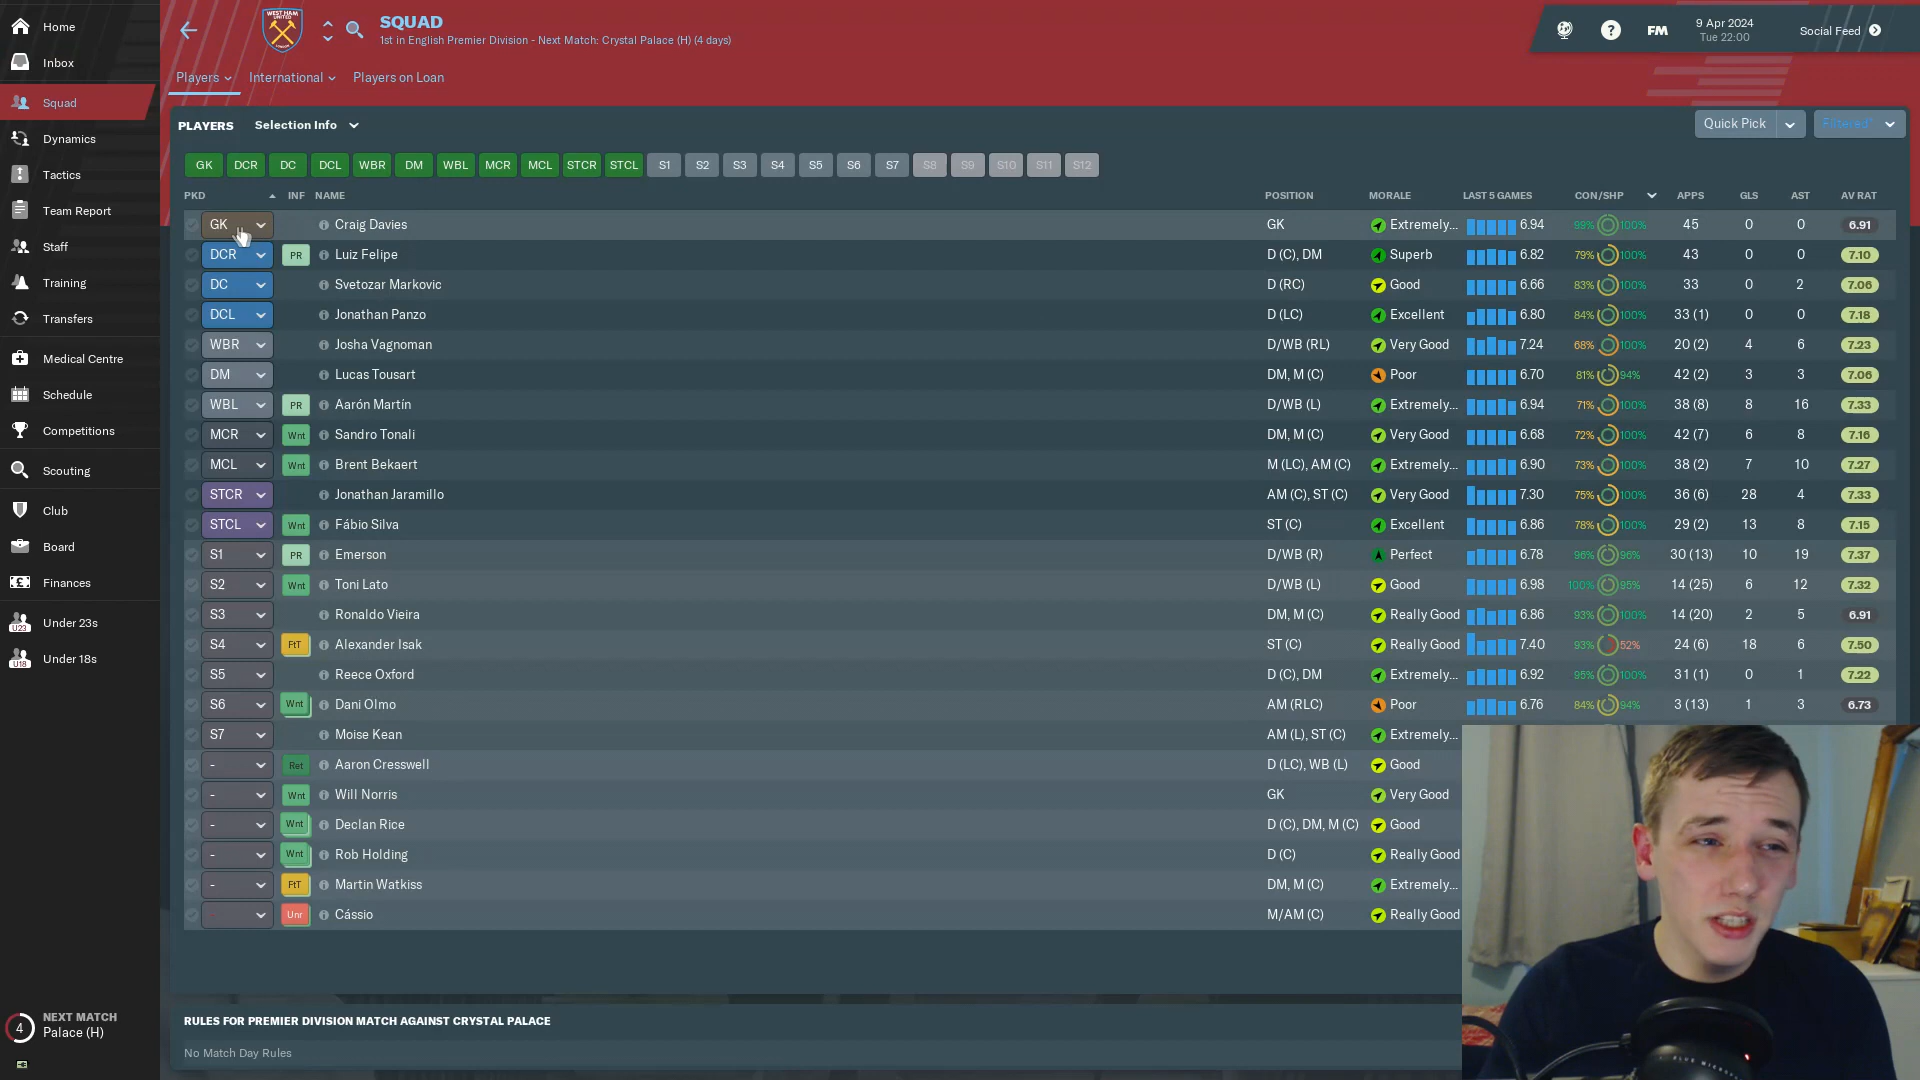 Home
Inbox
Squad
Dynamics
Tactics
Team Report
Staff
Training
Transfers
Medical Centre
Schedule
Competitions
Scouting
Club
Board
Finances
U23
Under 23s
U18
Under 18s
4
NEXT MATCH
Palace (H)
WEST HAM
UNITED
LONDON
SQUAD
1st in English Premier Division - Next Match: Crystal Palace (H) (4 days)
?
FM
9 Apr 2024
Tue 22:00
Social Feed
Players
International
Players on Loan
PLAYERS
Selection Info
Quick Pick
Filtered*
GK DCR DC DCL WBR DM WBL MCR MCL STCR STCL S1 S2 S3 S4 S5 S6 S7 S8 S9 S10 S11 S12
PKD INF NAME POSITION MORALE LAST 5 GAMES CON/SHP APPS GLS AST AV RAT
GK Craig Davies GK Extremely... 6.94 99% 100% 45 0 0 6.91
DCR PR Luiz Felipe D (C), DM Superb 6.82 79% 100% 43 0 0 7.10
DC Svetozar Markovic D (RC) Good 6.66 83% 100% 33 0 2 7.06
DCL Jonathan Panzo D (LC) Excellent 6.80 84% 100% 33 (1) 0 0 7.18
WBR Josha Vagnoman D/WB (RL) Very Good 7.24 68% 100% 20 (2) 4 6 7.23
DM Lucas Tousart DM, M (C) Poor 6.70 81% 94% 42 (2) 3 3 7.06
WBL PR Aarón Martín D/WB (L) Extremely... 6.94 71% 100% 38 (8) 8 16 7.33
MCR Wnt Sandro Tonali DM, M (C) Very Good 6.68 72% 100% 42 (7) 6 8 7.16
MCL Wnt Brent Bekaert M (LC), AM (C) Extremely... 6.90 73% 100% 38 (2) 7 10 7.27
STCR Jonathan Jaramillo AM (C), ST (C) Very Good 7.30 75% 100% 36 (6) 28 4 7.33
STCL Wnt Fábio Silva ST (C) Excellent 6.86 78% 100% 29 (2) 13 8 7.15
S1 PR Emerson D/WB (R) Perfect 6.78 96% 96% 30 (13) 10 19 7.37
S2 Wnt Toni Lato D/WB (L) Good 6.98 100% 95% 14 (25) 6 12 7.32
S3 Ronaldo Vieira DM, M (C) Really Good 6.86 93% 100% 14 (20) 2 5 6.91
S4 FtT Alexander Isak ST (C) Really Good 7.40 93% 52% 24 (6) 18 6 7.50
S5 Reece Oxford D (C), DM Extremely... 6.92 95% 100% 31 (1) 0 1 7.22
S6 Wnt Dani Olmo AM (RLC) Poor 6.76 84% 94% 3 (13) 1 3 6.73
S7 Moise Kean AM (L), ST (C) Extremely...
- Ret Aaron Cresswell D (LC), WB (L) Good
- Wnt Will Norris GK Very Good
- Wnt Declan Rice D (C), DM, M (C) Good
- Wnt Rob Holding D (C) Really Good
- FtT Martin Watkiss DM, M (C) Extremely...
Unr Cássio M/AM (C) Really Good
RULES FOR PREMIER DIVISION MATCH AGAINST CRYSTAL PALACE
No Match Day Rules